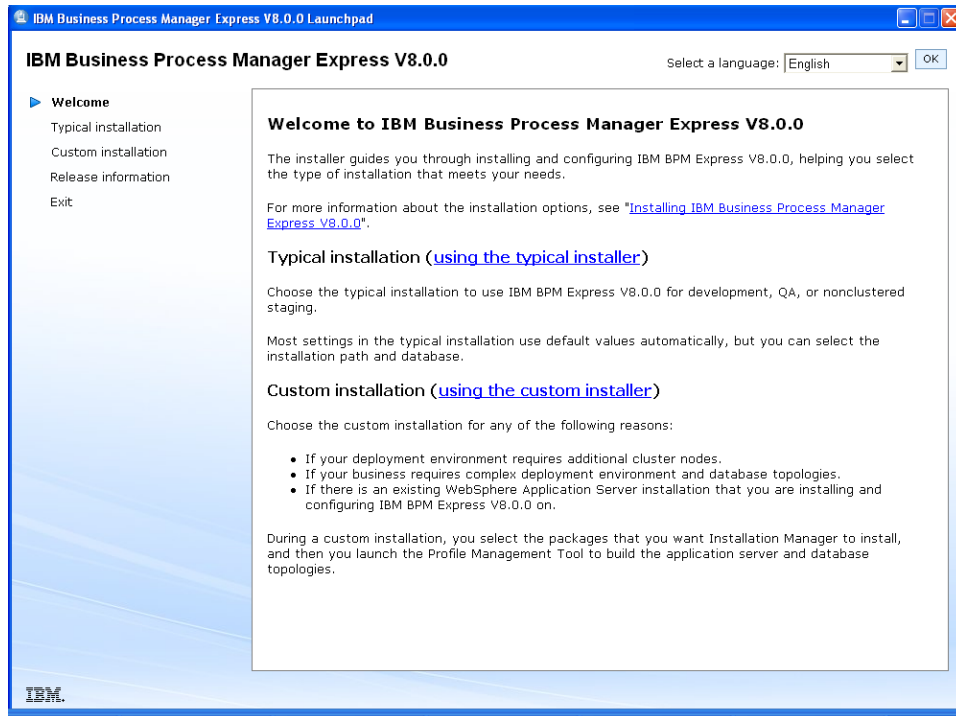 IBM Business Process Manager Express V8.0.0 Launchpad
IBM Business Process Manager Express V8.0.0
Select a language: English OK
Welcome
Typical installation
Custom installation
Release information
Exit
Welcome to IBM Business Process Manager Express V8.0.0
The installer guides you through installing and configuring IBM BPM Express V8.0.0, helping you select
the type of installation that meets your needs.
For more information about the installation options, see "Installing IBM Business Process Manager
Express V8.0.0".
Typical installation (using the typical installer)
Choose the typical installation to use IBM BPM Express V8.0.0 for development, QA, or nonclustered
staging.
Most settings in the typical installation use default values automatically, but you can select the
installation path and database.
Custom installation (using the custom installer)
Choose the custom installation for any of the following reasons:
• If your deployment environment requires additional cluster nodes.
• If your business requires complex deployment environment and database topologies.
• If there is an existing WebSphere Application Server installation that you are installing and
configuring IBM BPM Express V8.0.0 on.
During a custom installation, you select the packages that you want Installation Manager to install,
and then you launch the Profile Management Tool to build the application server and database
topologies.
IBM.